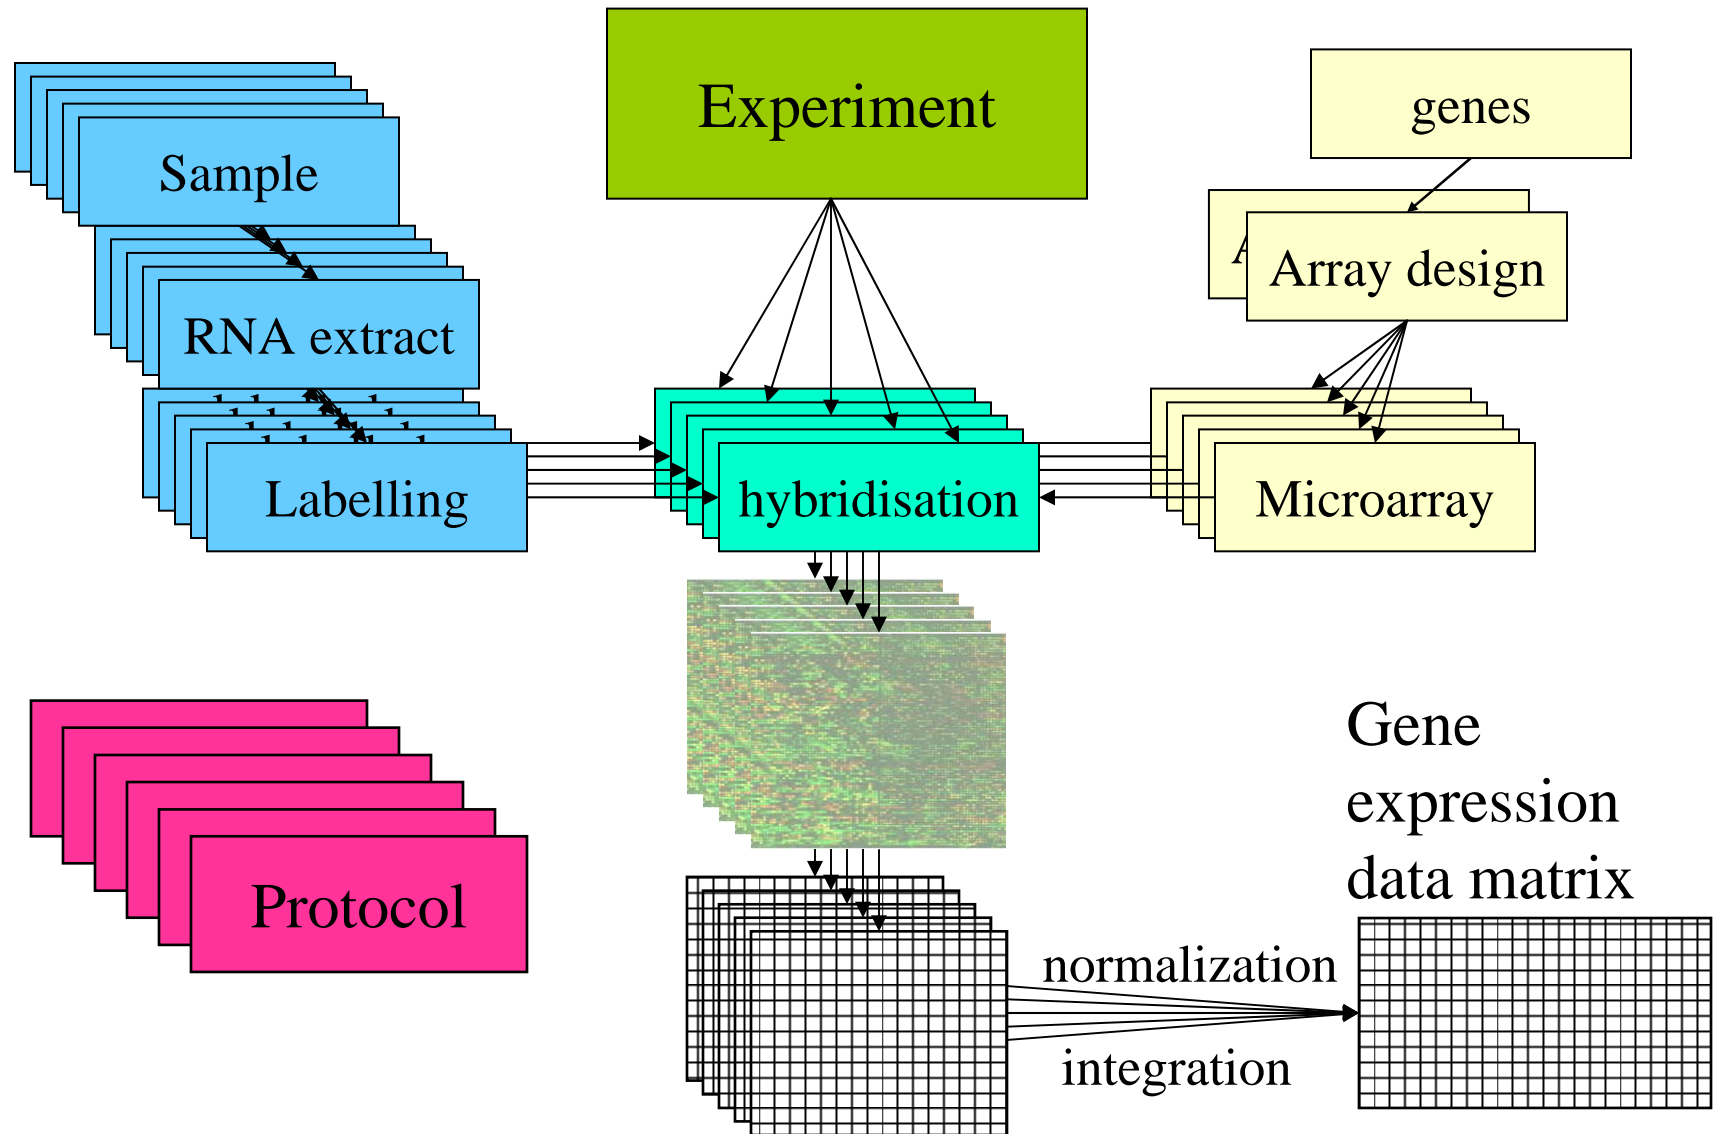 Experiment
genes
Sample
Array design
RNA extract
Labelling
hybridisation
Microarray
Gene
expression
data matrix
Protocol
normalization
integration